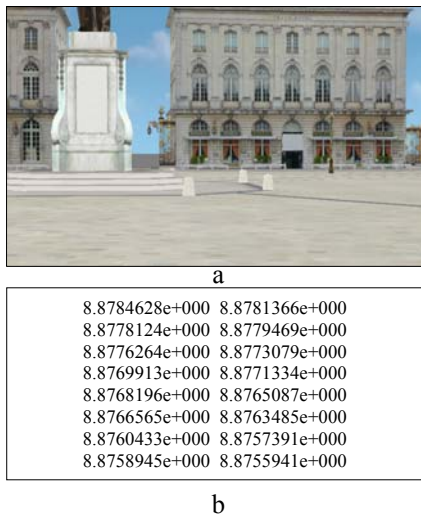 a
8.8784628e+000 8.8781366e+000
8.8778124e+000 8.8779469e+000
8.8776264e+000 8.8773079e+000
8.8769913e+000 8.8771334e+000
8.8768196e+000 8.8765087e+000
8.8766565e+000 8.8763485e+000
8.8760433e+000 8.8757391e+000
8.8758945e+000 8.8755941e+000
b